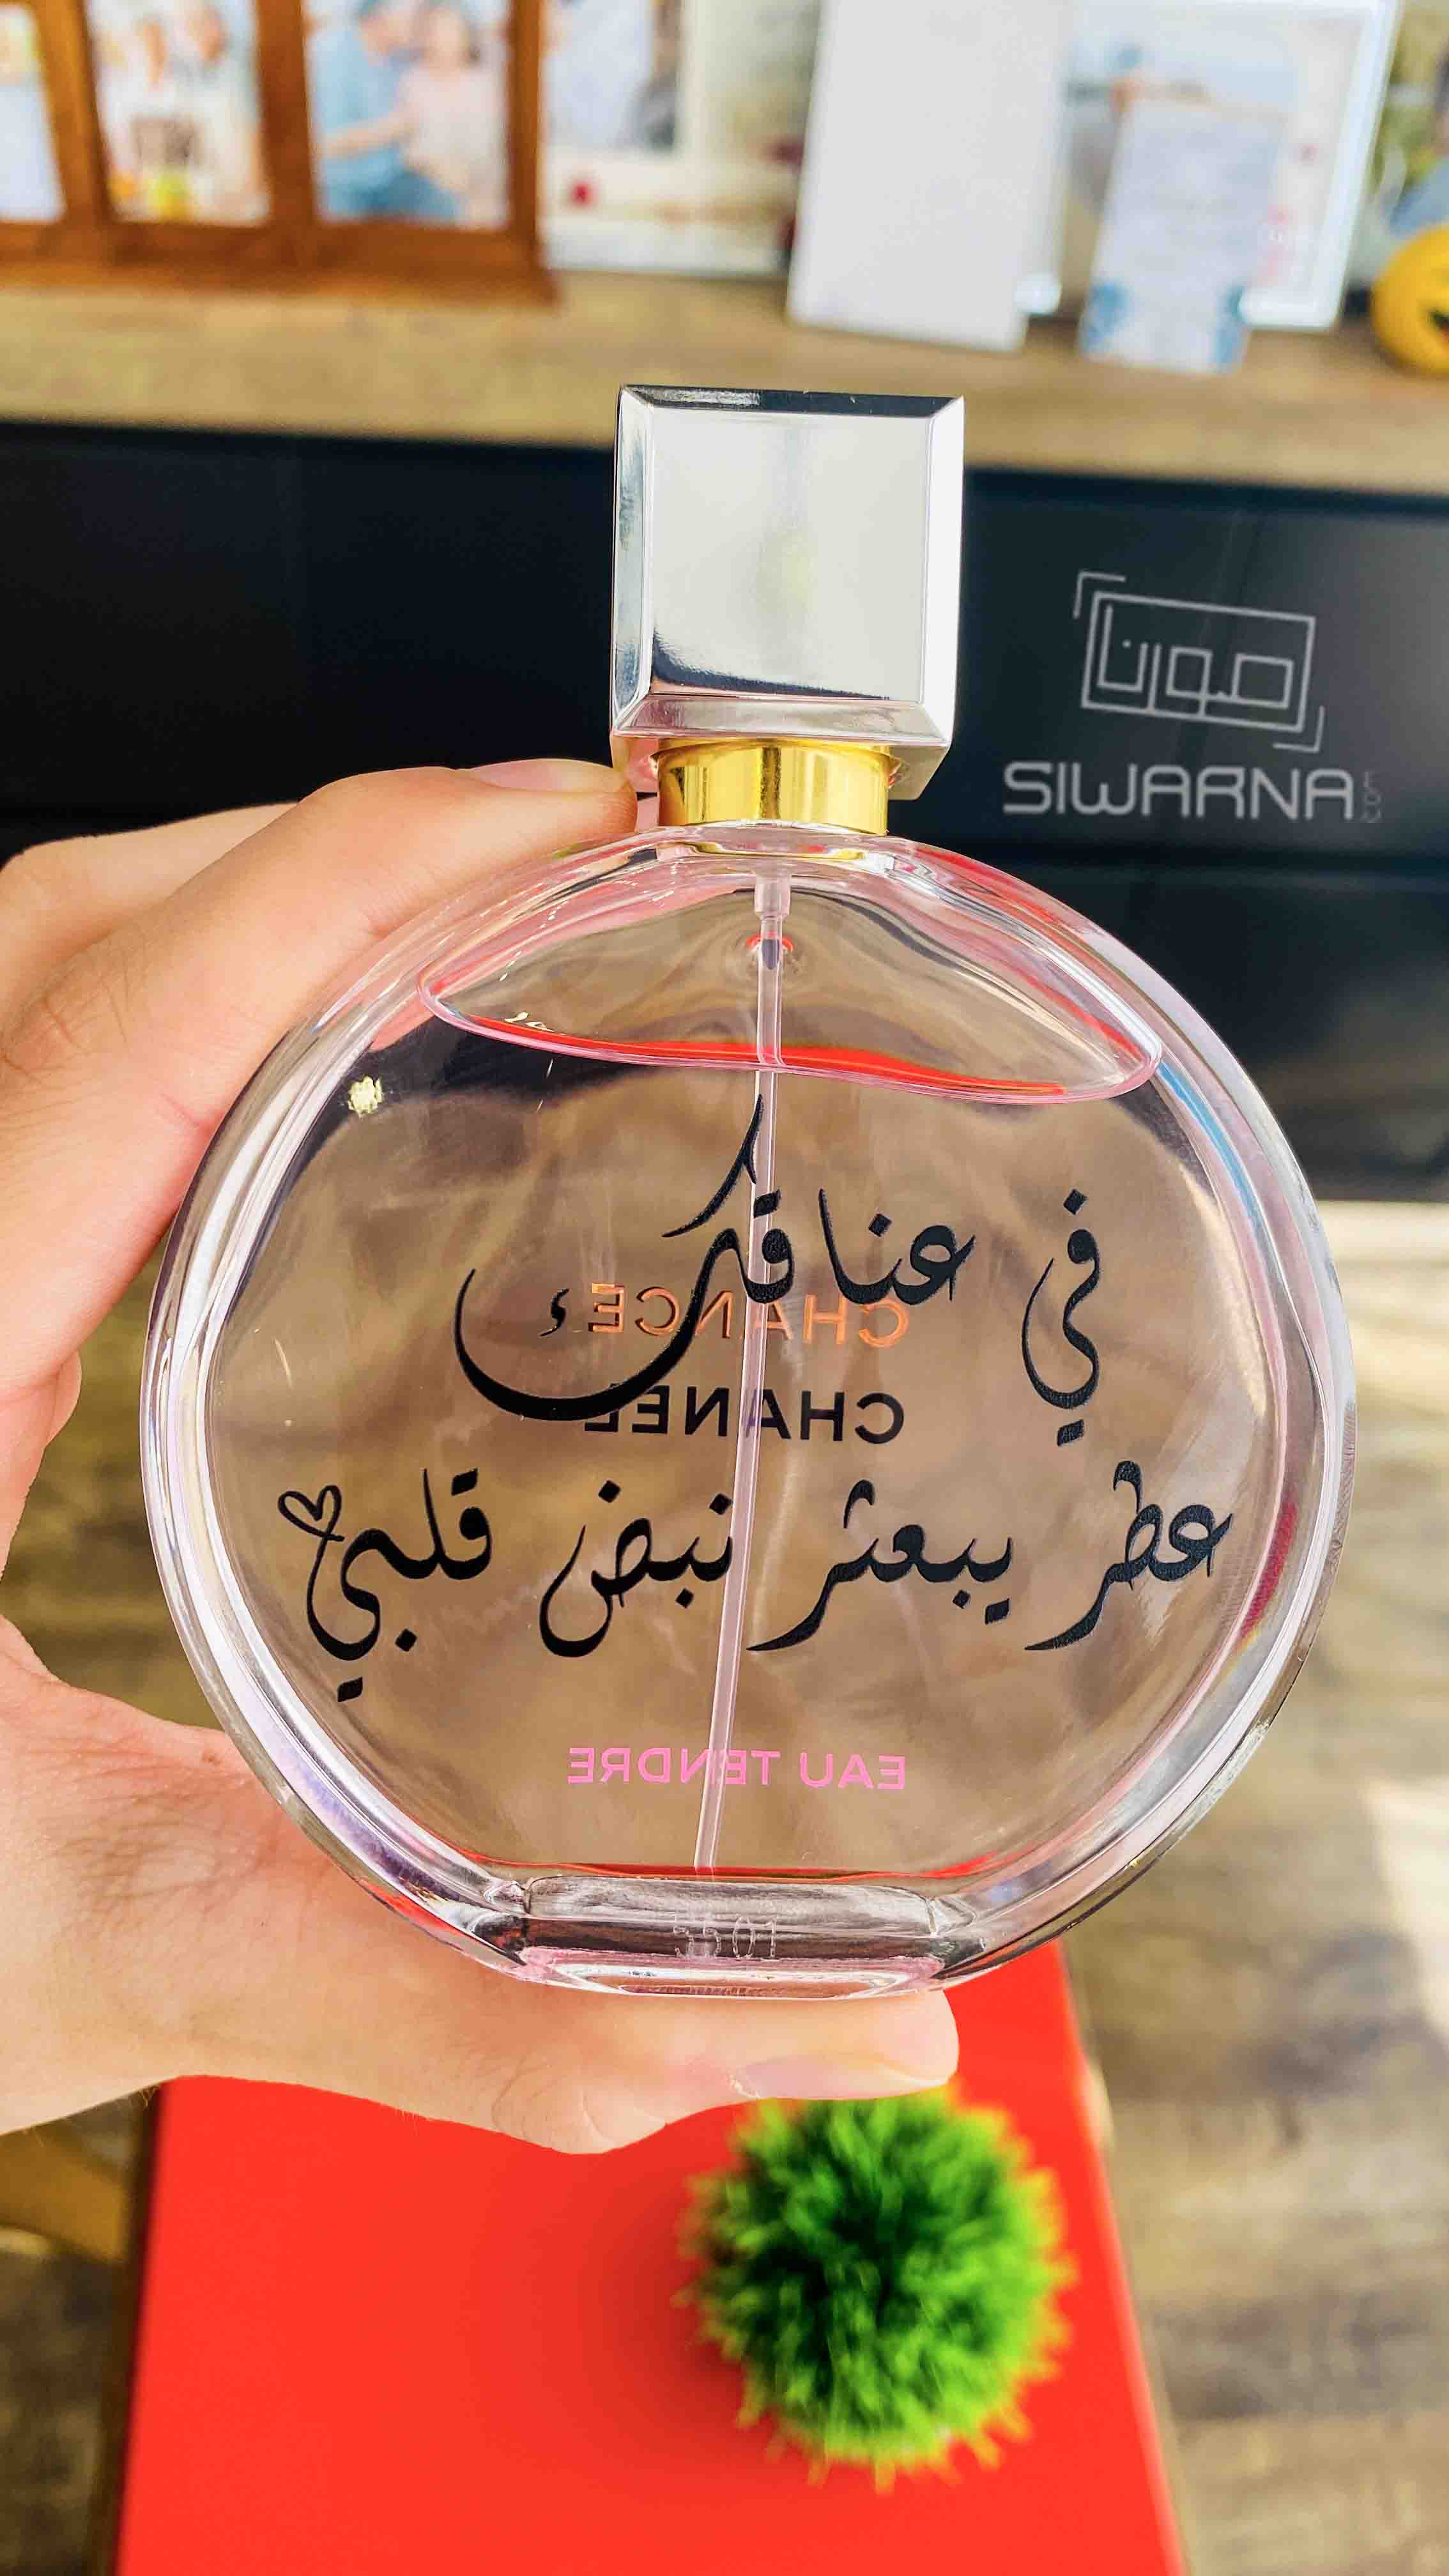 صورنا
SIWARNA
في عناقك
CHANCE
CHANEL
عطر يبعثر نبض قلبي
EAU TENDRE